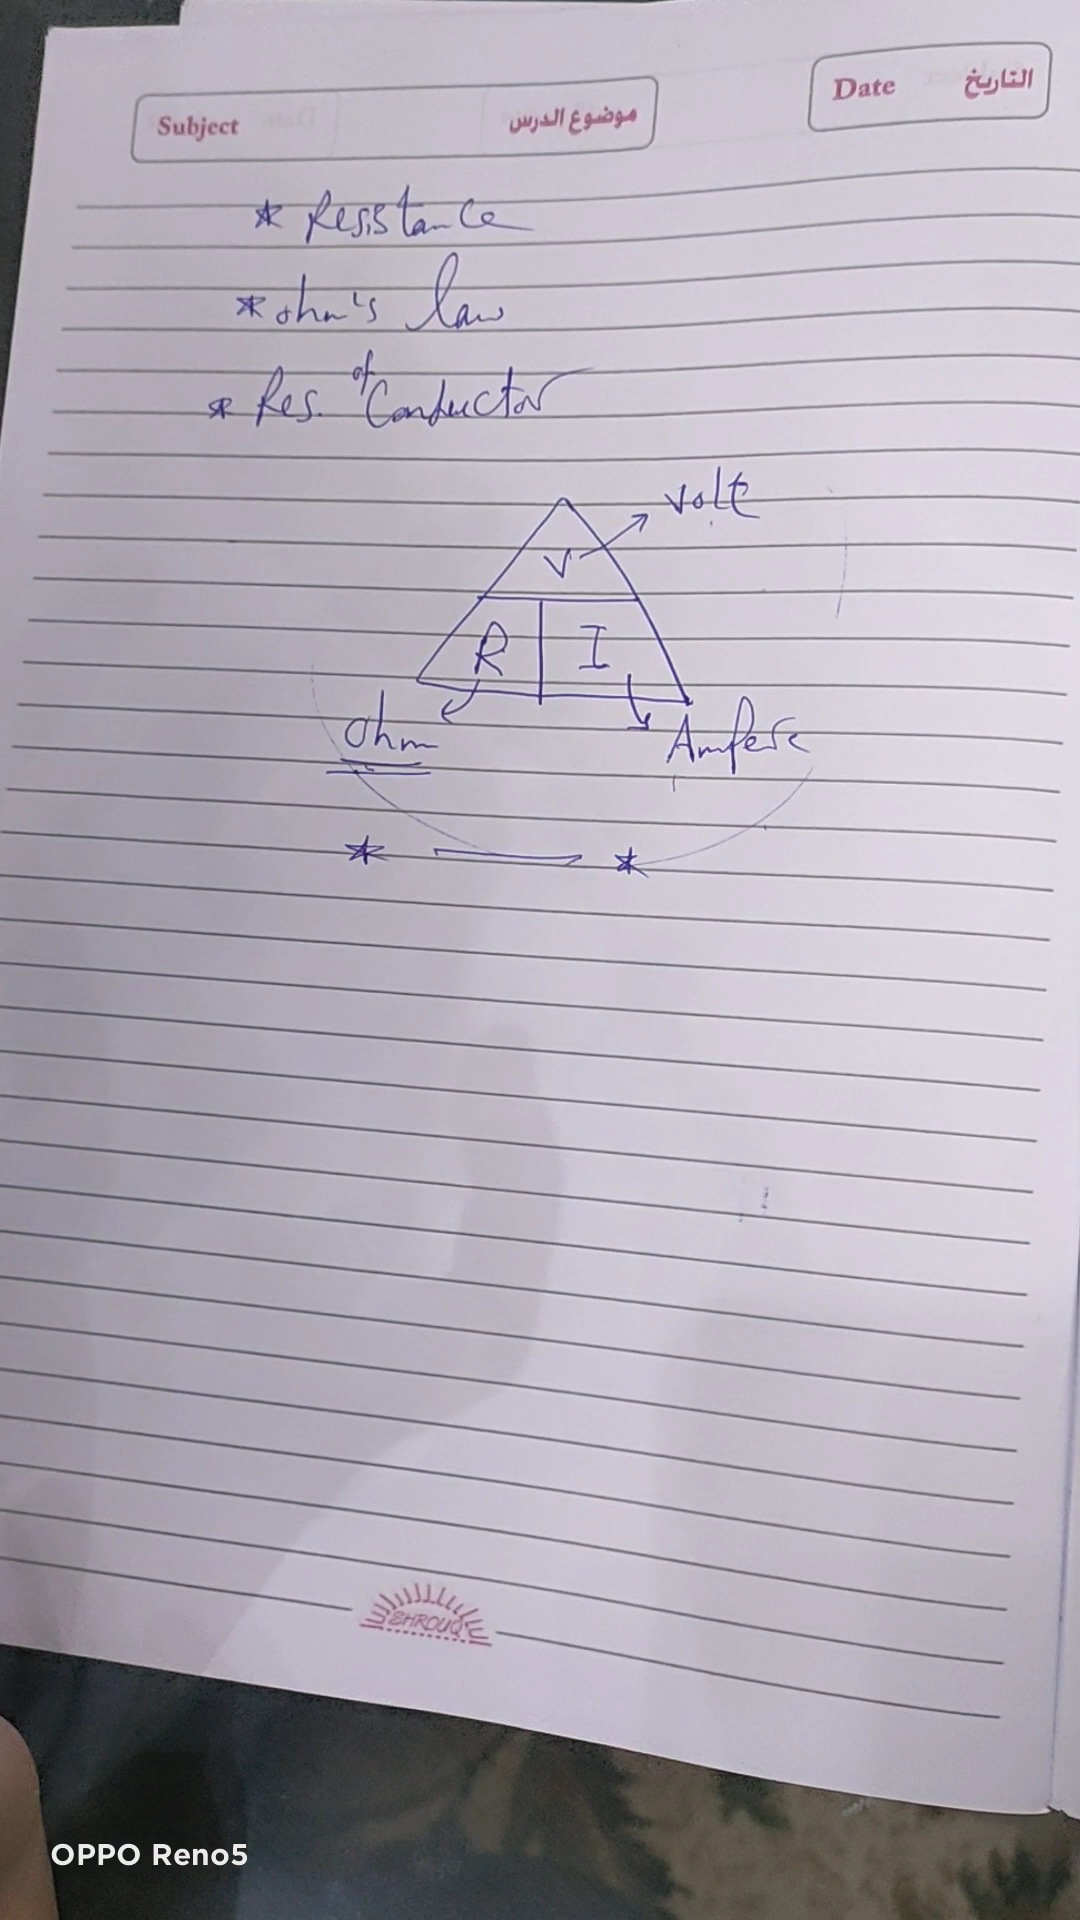 Subject موضوع الدرس
Date التاريخ
* Resistance
* ohm's law
* Res. of Conductor
Volt
V
R I
ohm Ampere
* *
SHROUQ
OPPO Reno5